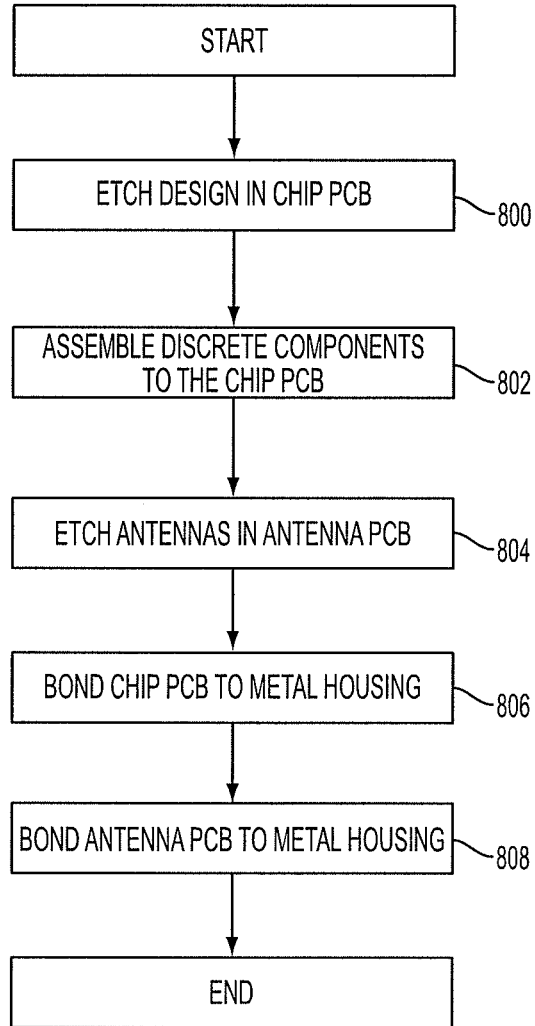 START
ETCH DESIGN IN CHIP PCB
800
ASSEMBLE DISCRETE COMPONENTS
TO THE CHIP PCB
802
ETCH ANTENNAS IN ANTENNA PCB
804
BOND CHIP PCB TO METAL HOUSING
806
BOND ANTENNA PCB TO METAL HOUSING
808
END